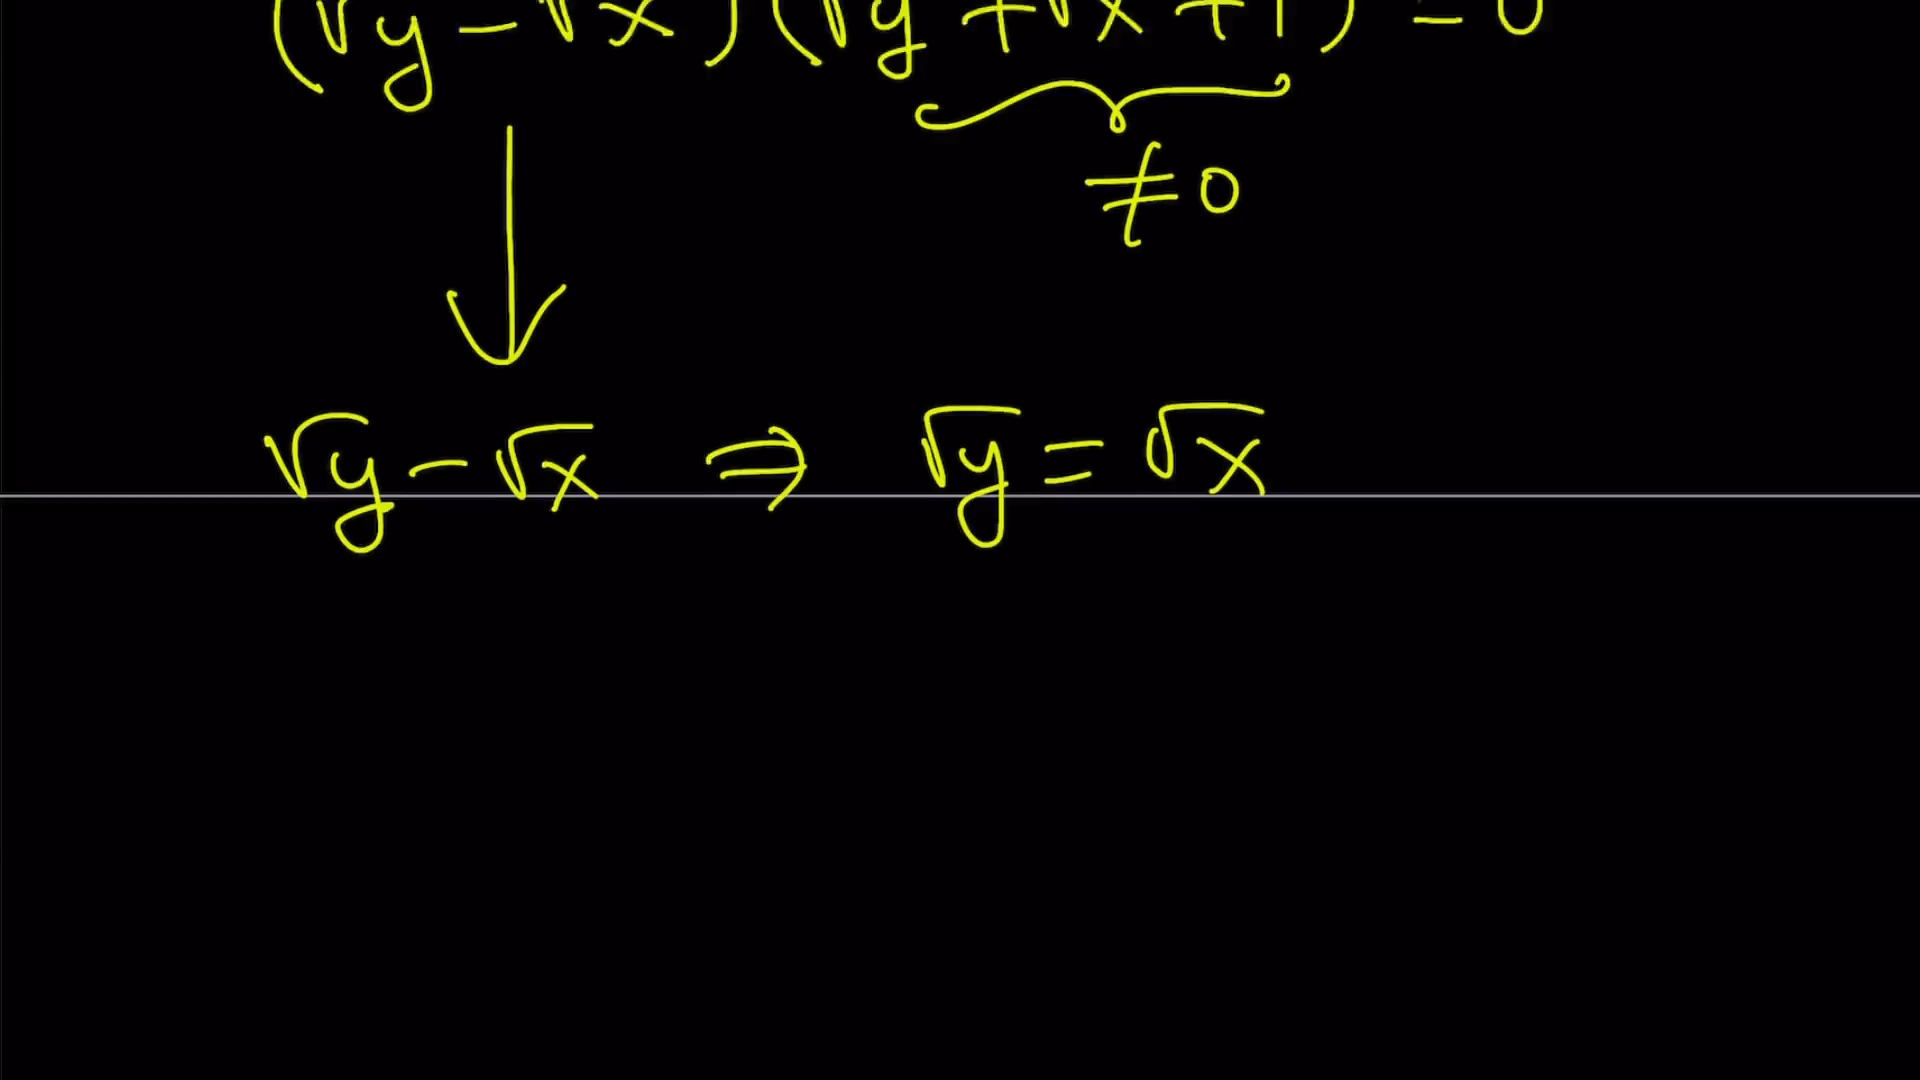 (√y - √x)(√y + √x + 1) = 0
≠ 0
√y - √x ⇒ √y = √x